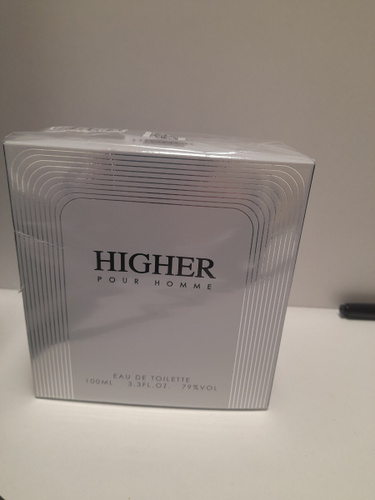 HIGHER
POUR HOMME
EAU DE TOILETTE
100ML 3.3FL.OZ. 79%VOL